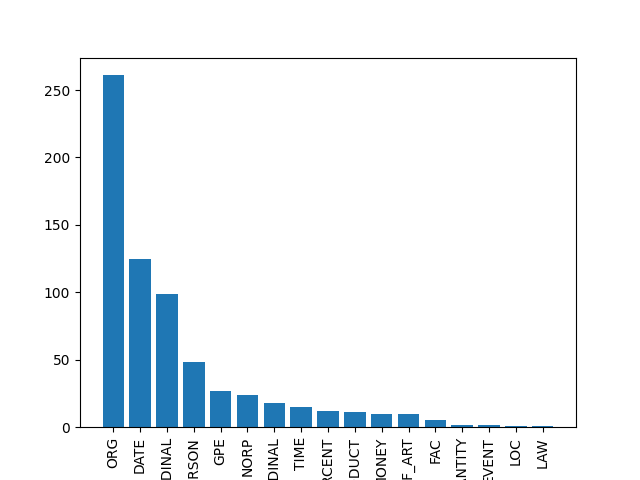 250
200
150
100
50
0
ORG
DATE
DINAL
RSON
GPE
NORP
DINAL
TIME
RCENT
DUCT
MONEY
F_ART
FAC
NTITY
EVENT
LOC
LAW